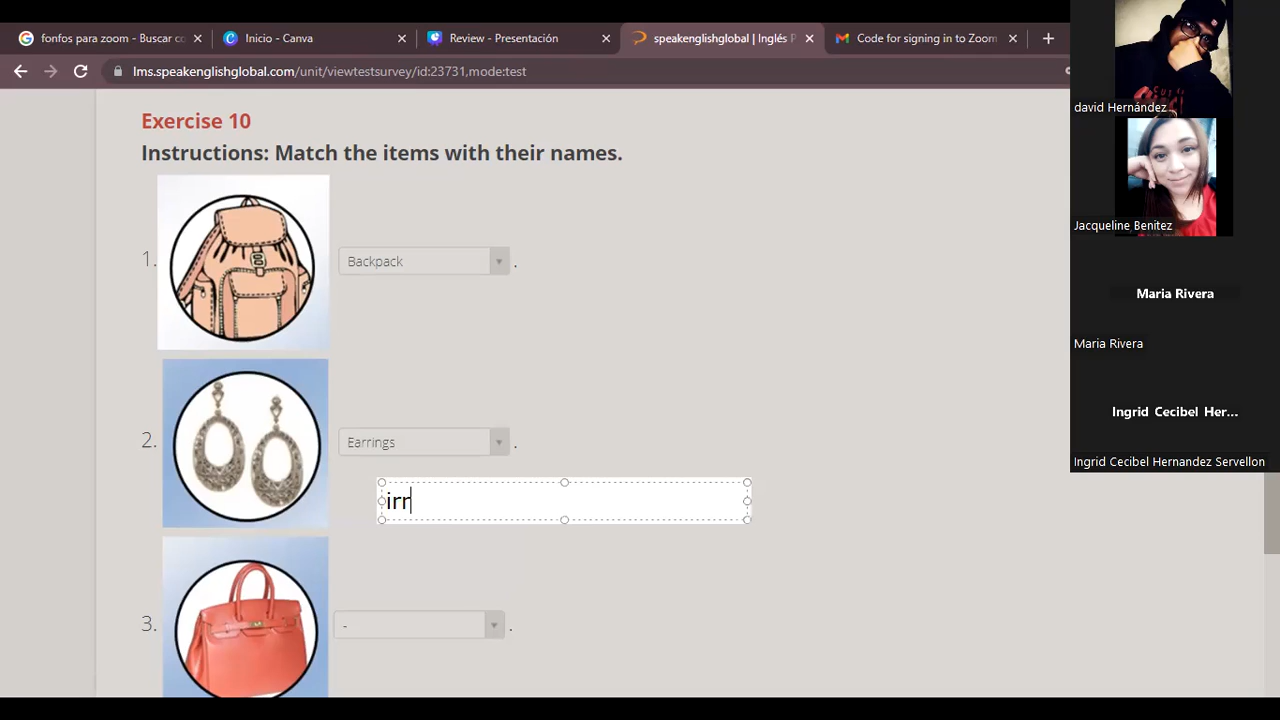 fonfos para zoom - Buscar co
Inicio - Canva
Review - Presentación
speakenglishglobal | Inglés P
Code for signing in to Zoom
lms.speakenglishglobal.com/unit/viewtestsurvey/id:23731,mode:test
Exercise 10
Instructions: Match the items with their names.
1. Backpack .
2. Earrings .
irr
3. - .
david Hernández
Jacqueline Benitez
Maria Rivera
Maria Rivera
Ingrid Cecibel Her...
Ingrid Cecibel Hernandez Servellon